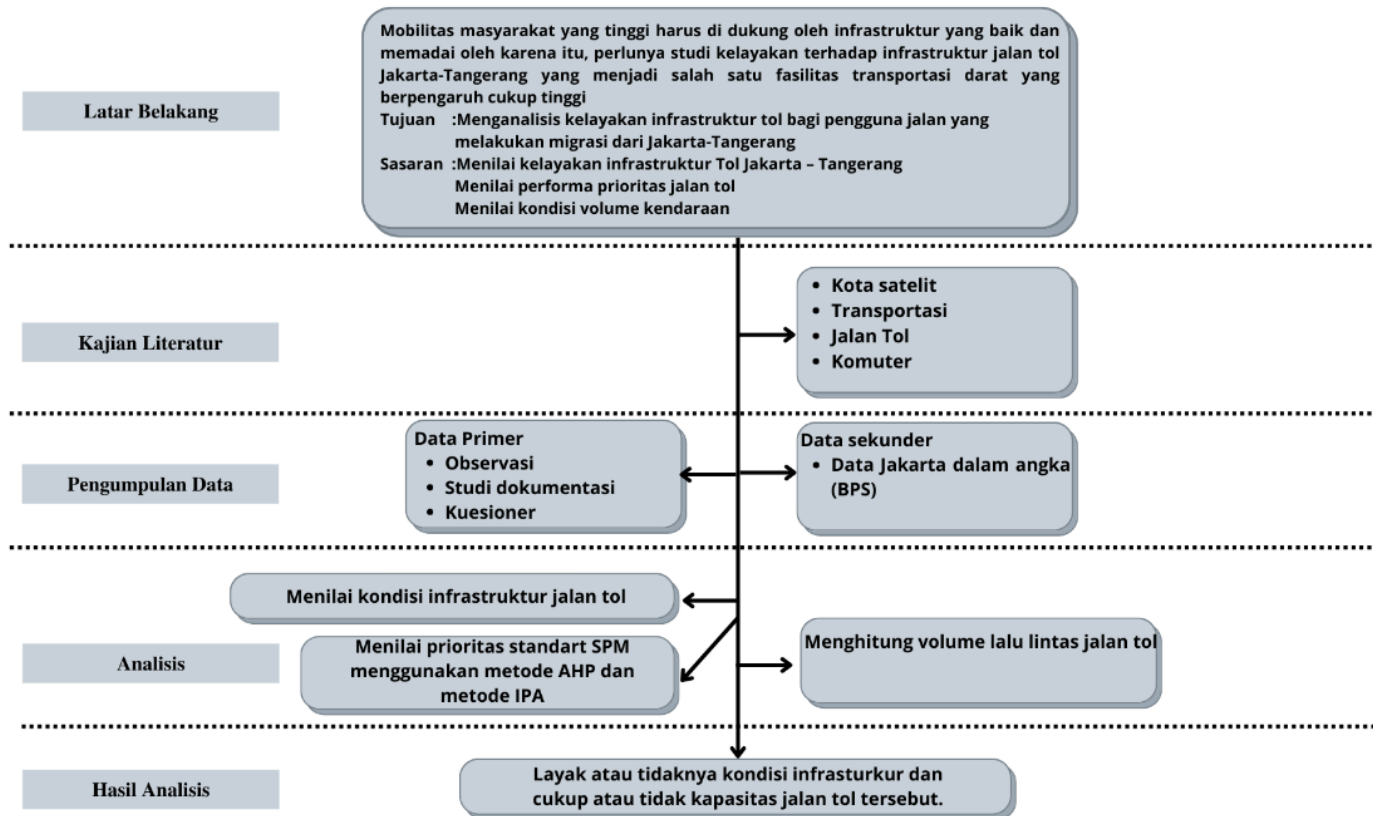 Latar Belakang
Mobilitas masyarakat yang tinggi harus di dukung oleh infrastruktur yang baik dan
memadai oleh karena itu, perlunya studi kelayakan terhadap infrastruktur jalan tol
Jakarta-Tangerang yang menjadi salah satu fasilitas transportasi darat yang
berpengaruh cukup tinggi
Tujuan :Menganalisis kelayakan infrastruktur tol bagi pengguna jalan yang
melakukan migrasi dari Jakarta-Tangerang
Sasaran :Menilai kelayakan infrastruktur Tol Jakarta – Tangerang
Menilai performa prioritas jalan tol
Menilai kondisi volume kendaraan
Kajian Literatur
• Kota satelit
• Transportasi
• Jalan Tol
• Komuter
Pengumpulan Data
Data Primer
• Observasi
• Studi dokumentasi
• Kuesioner
Data sekunder
• Data Jakarta dalam angka
(BPS)
Analisis
Menilai kondisi infrastruktur jalan tol
Menilai prioritas standart SPM
menggunakan metode AHP dan
metode IPA
Menghitung volume lalu lintas jalan tol
Hasil Analisis
Layak atau tidaknya kondisi infrasturkur dan
cukup atau tidak kapasitas jalan tol tersebut.